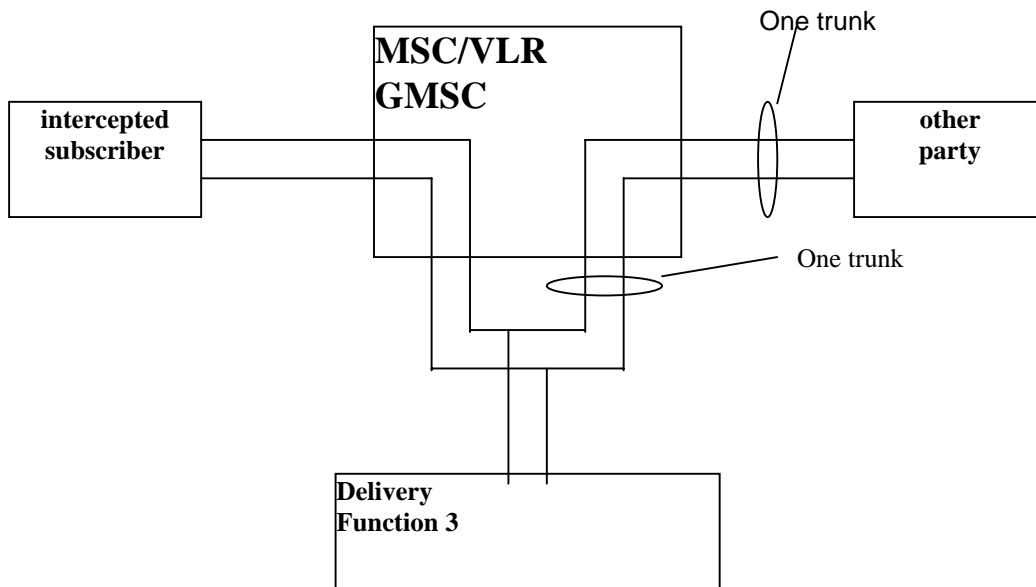 One trunk
MSC/VLR
GMSC
intercepted
subscriber
other
party
One trunk
Delivery
Function 3